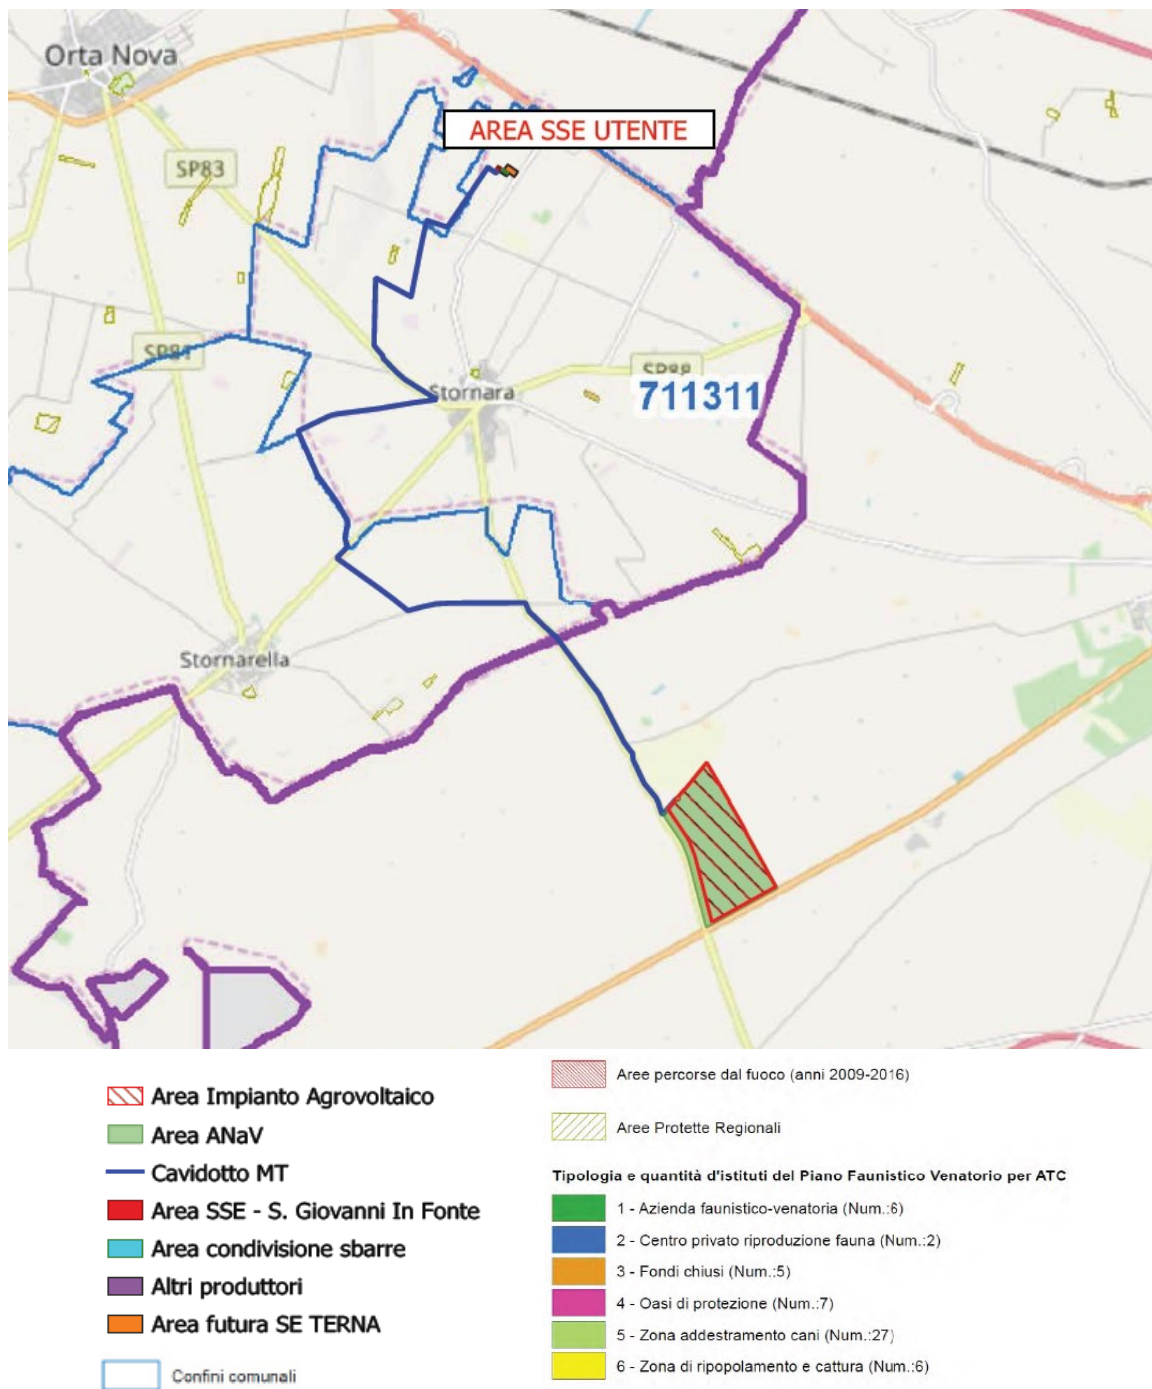 Orta Nova
AREA SSE UTENTE
SP83
SP81
SP88
711311
Stornara
Stornarella
Area Impianto Agrovoltaico
Area ANaV
Cavidotto MT
Area SSE - S. Giovanni In Fonte
Area condivisione sbarre
Altri produttori
Area futura SE TERNA
Confini comunali
Aree percorse dal fuoco (anni 2009-2016)
Aree Protette Regionali
Tipologia e quantità d'istituti del Piano Faunistico Venatorio per ATC
1 - Azienda faunistico-venatoria (Num.:6)
2 - Centro privato riproduzione fauna (Num.:2)
3 - Fondi chiusi (Num.:5)
4 - Oasi di protezione (Num.:7)
5 - Zona addestramento cani (Num.:27)
6 - Zona di ripopolamento e cattura (Num.:6)